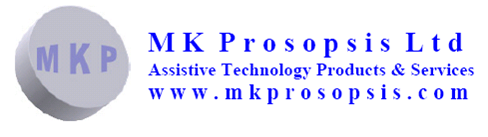 MKP
MK Prosopsis Ltd
Assistive Technology Products & Services
www.mkprosopsis.com